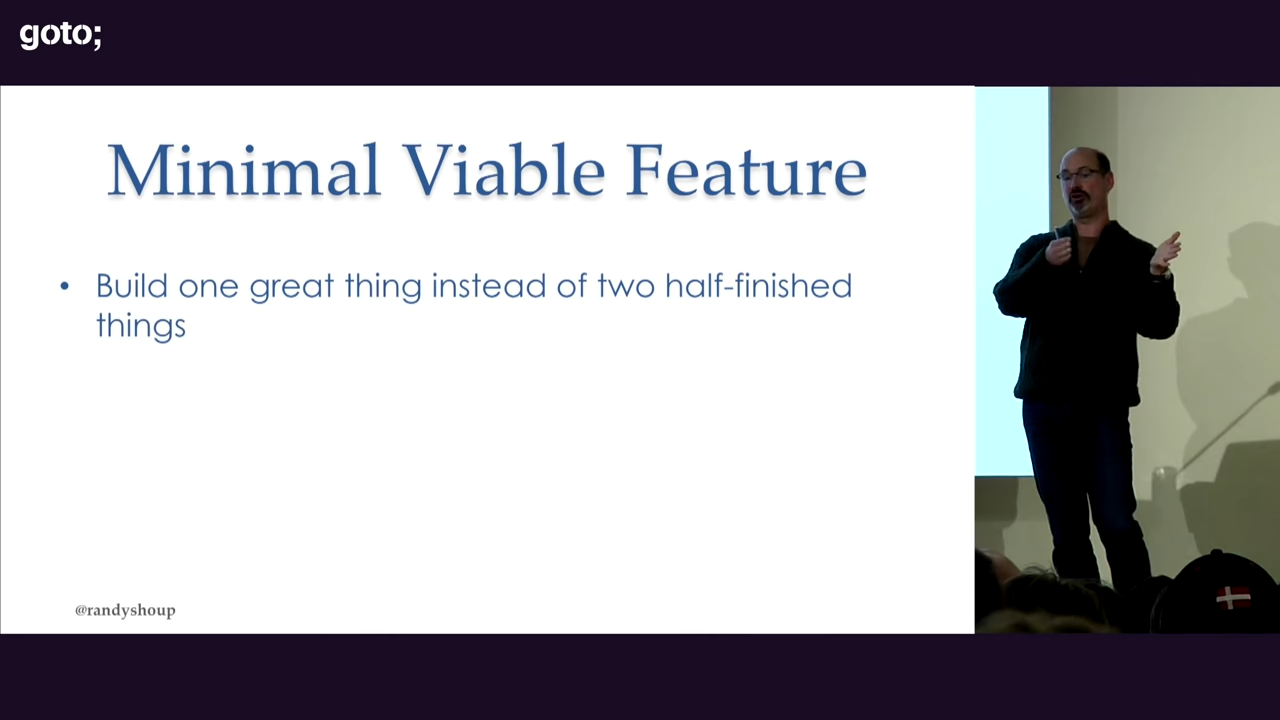 goto;
Minimal Viable Feature
• Build one great thing instead of two half-finished
things
@randyshoup